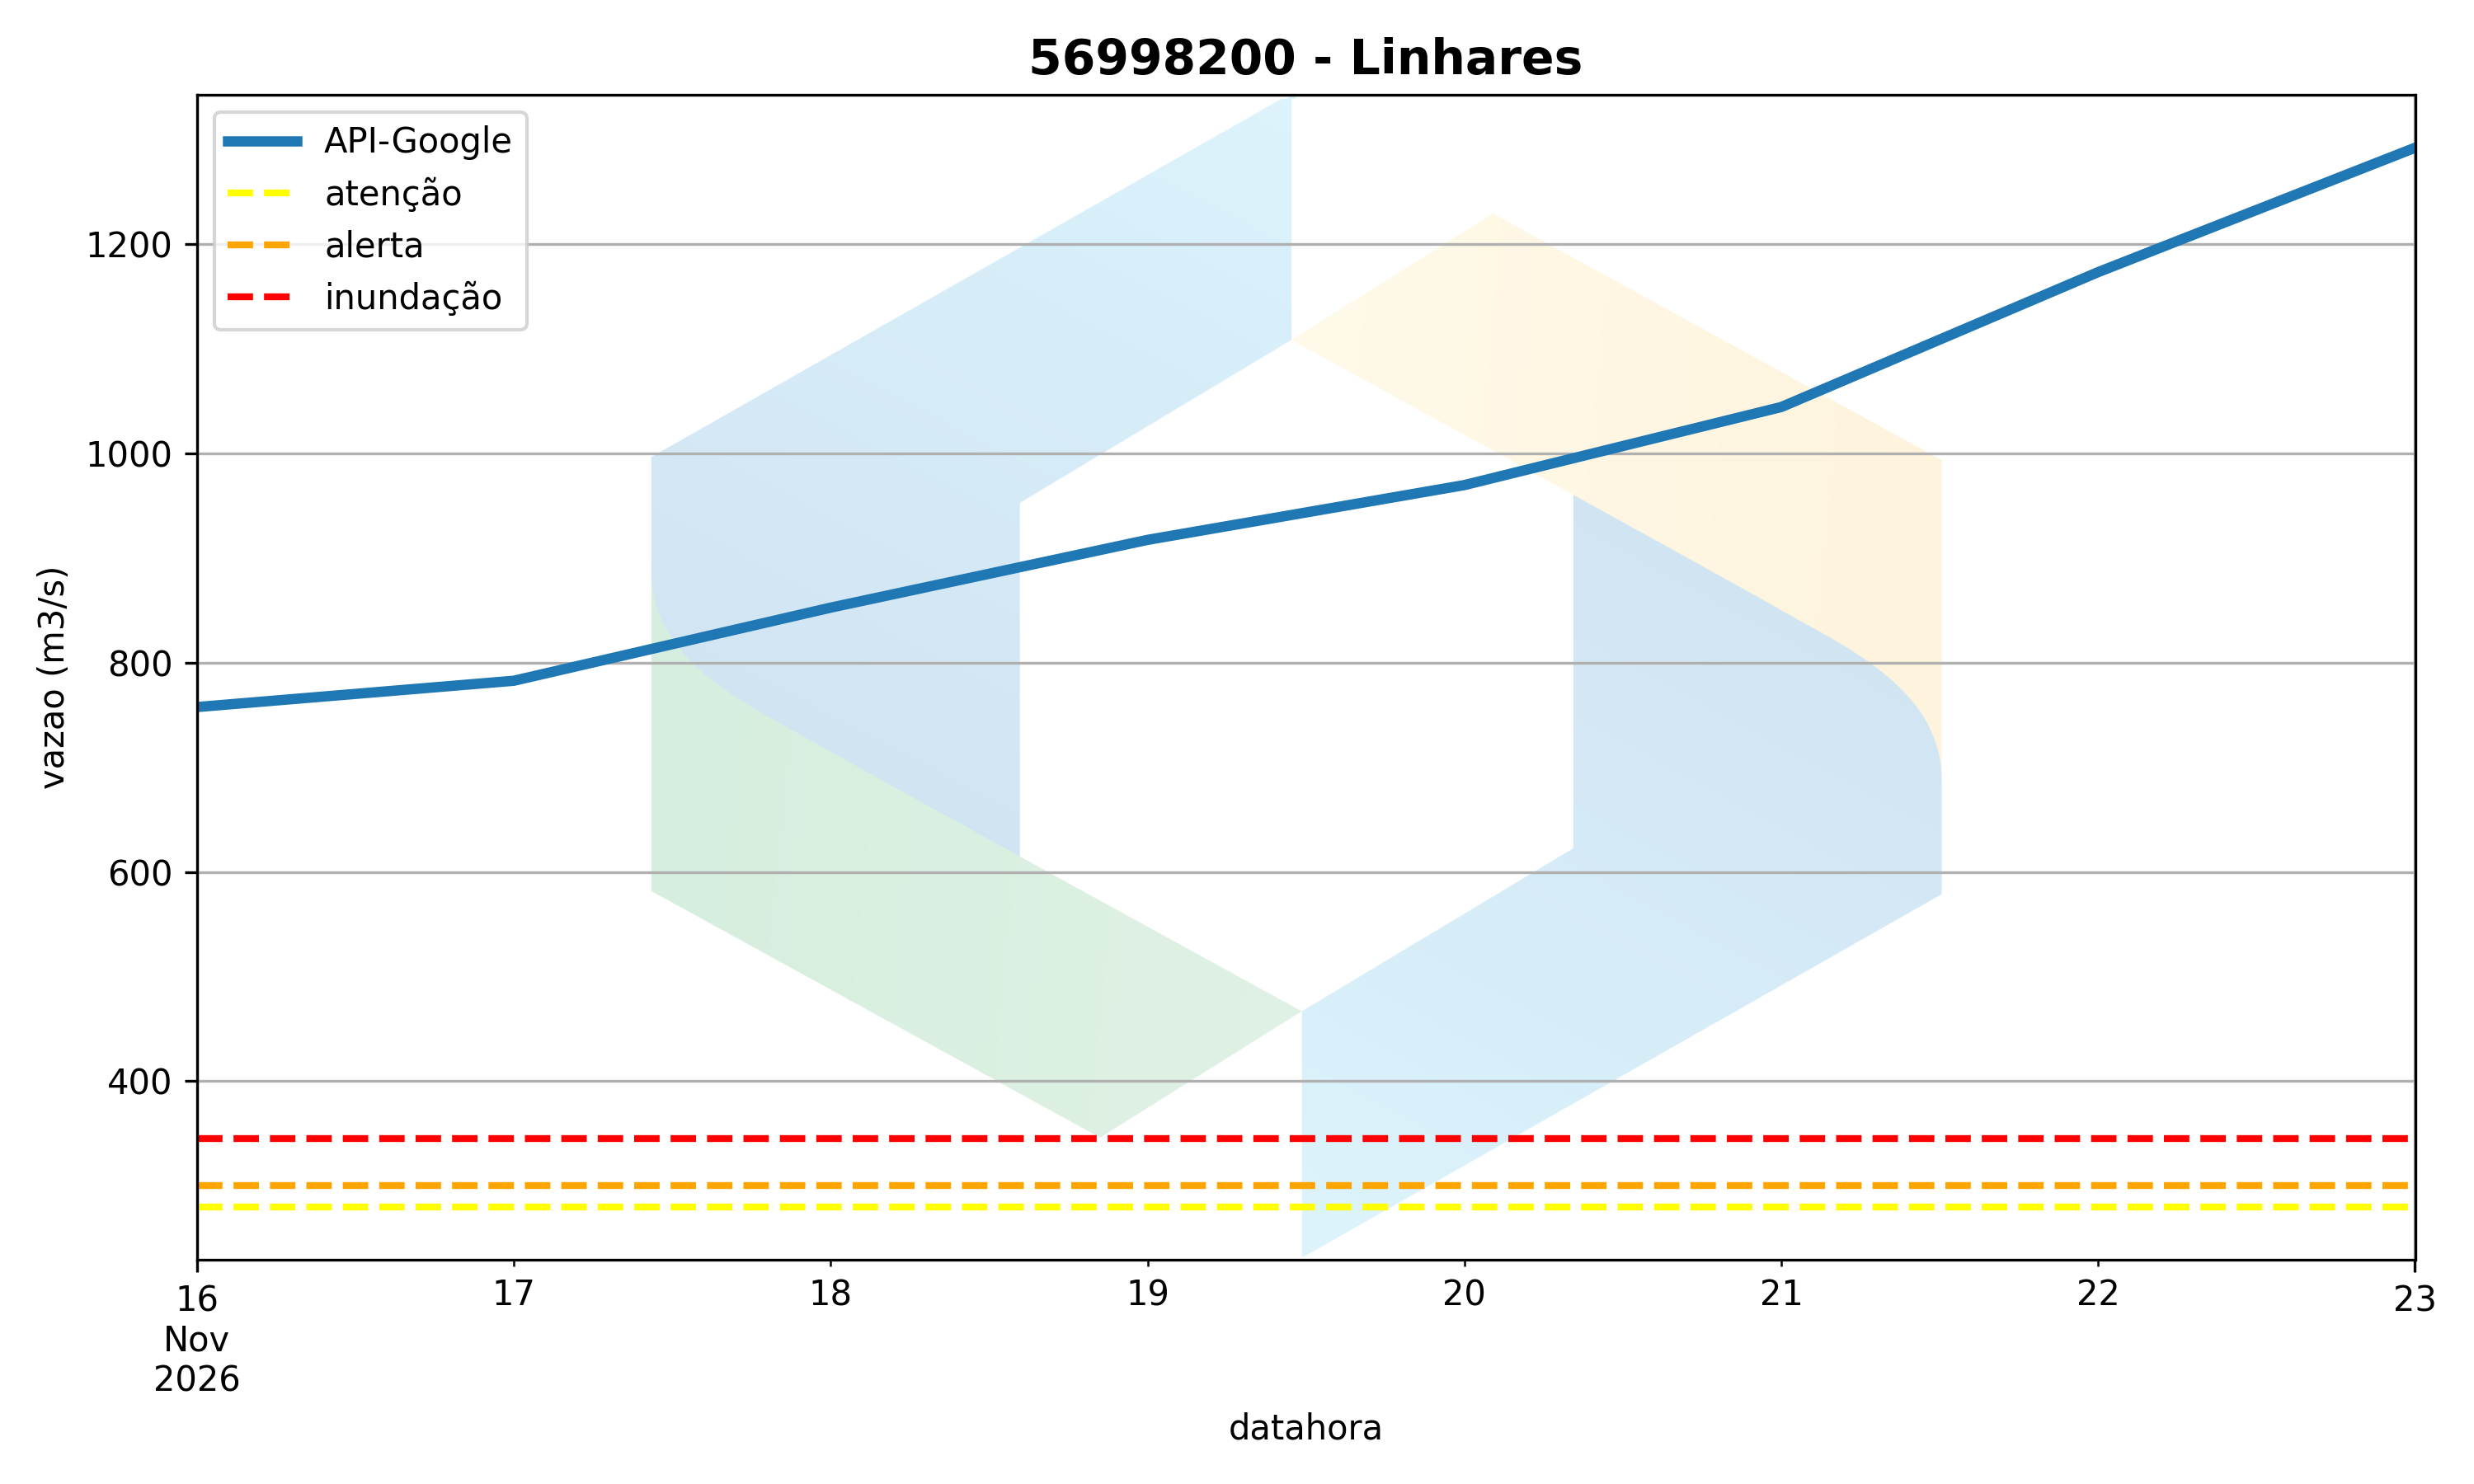 56998200 - Linhares
API-Google
atenção
alerta
inundação
1200
1000
800
600
400
vazao (m3/s)
16
17
18
19
20
21
22
23
Nov
2026
datahora